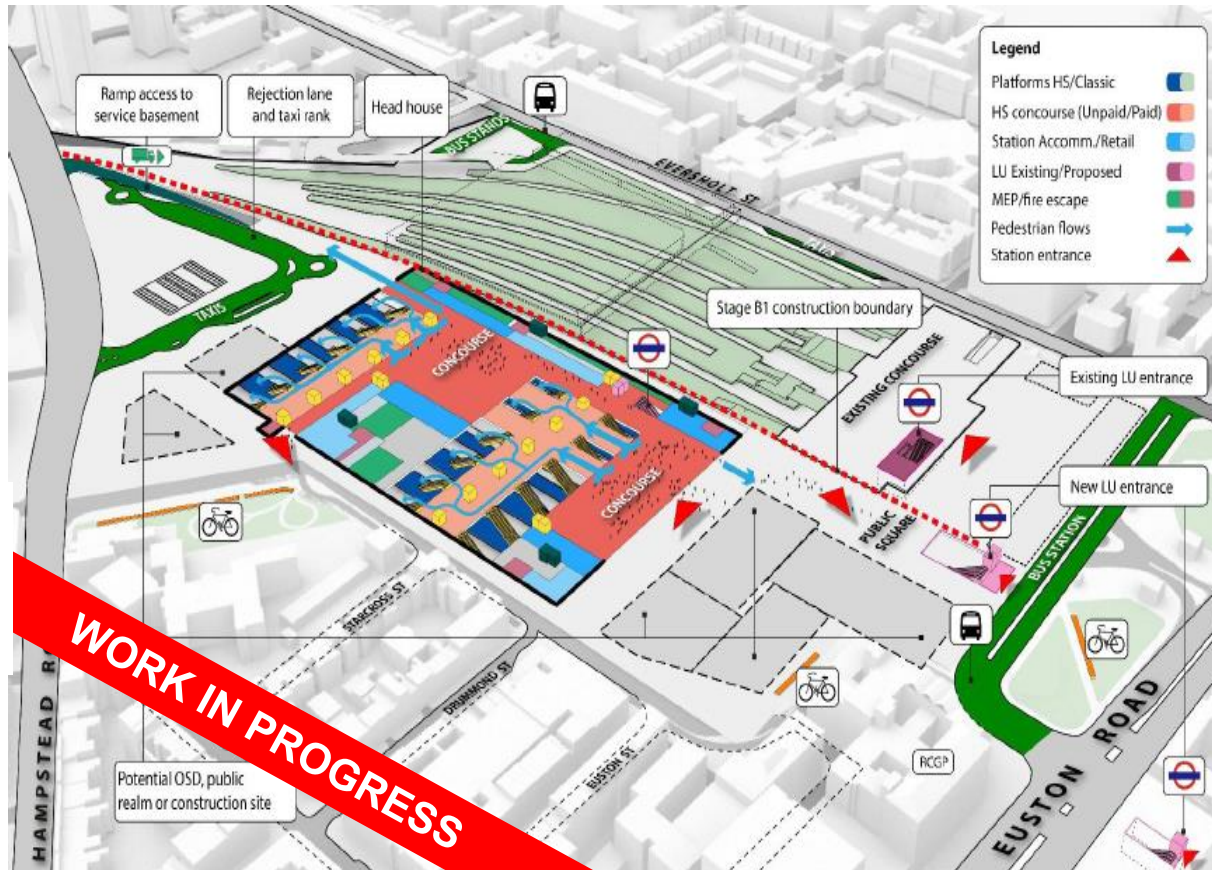 Legend
Platforms HS/Classic
HS concourse (Unpaid/Paid)
Station Accomm./Retail
LU Existing/Proposed
MEP/fire escape
Pedestrian flows
Station entrance
Ramp access to
service basement
Rejection lane
and taxi rank
Head house
BUS STANDS
EVERSHOLT ST
TAXIS
TAXIS
Stage B1 construction boundary
CONCOURSE
EXISTING CONCOURSE
Existing LU entrance
New LU entrance
CONCOURSE
PUBLIC
SQUARE
BUS STATION
STARCROSS ST
DRUMMOND ST
EUSTON ST
RCGP
EUSTON ROAD
HAMPSTEAD RO
WORK IN PROGRESS
Potential OSD, public
realm or construction site